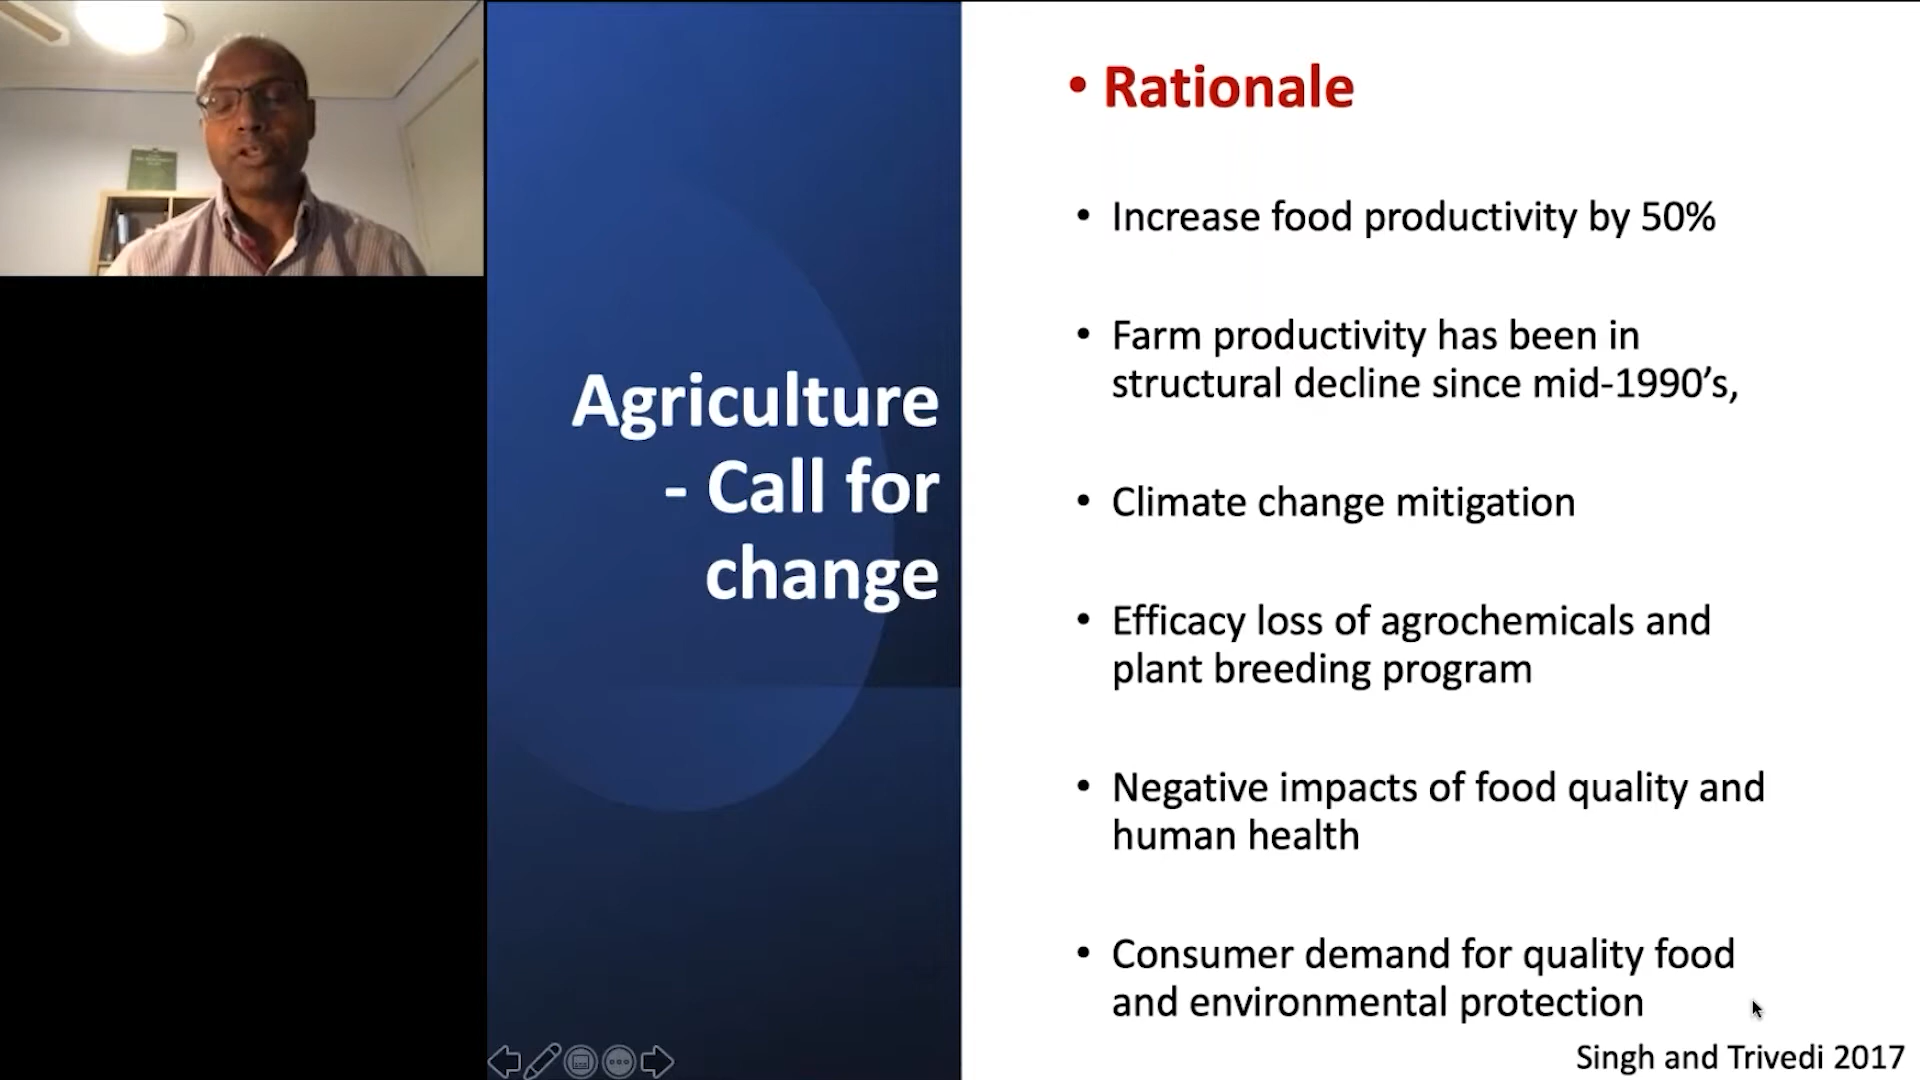 Agriculture
- Call for
change
• Rationale
• Increase food productivity by 50%
• Farm productivity has been in
structural decline since mid-1990’s,
• Climate change mitigation
• Efficacy loss of agrochemicals and
plant breeding program
• Negative impacts of food quality and
human health
• Consumer demand for quality food
and environmental protection
Singh and Trivedi 2017